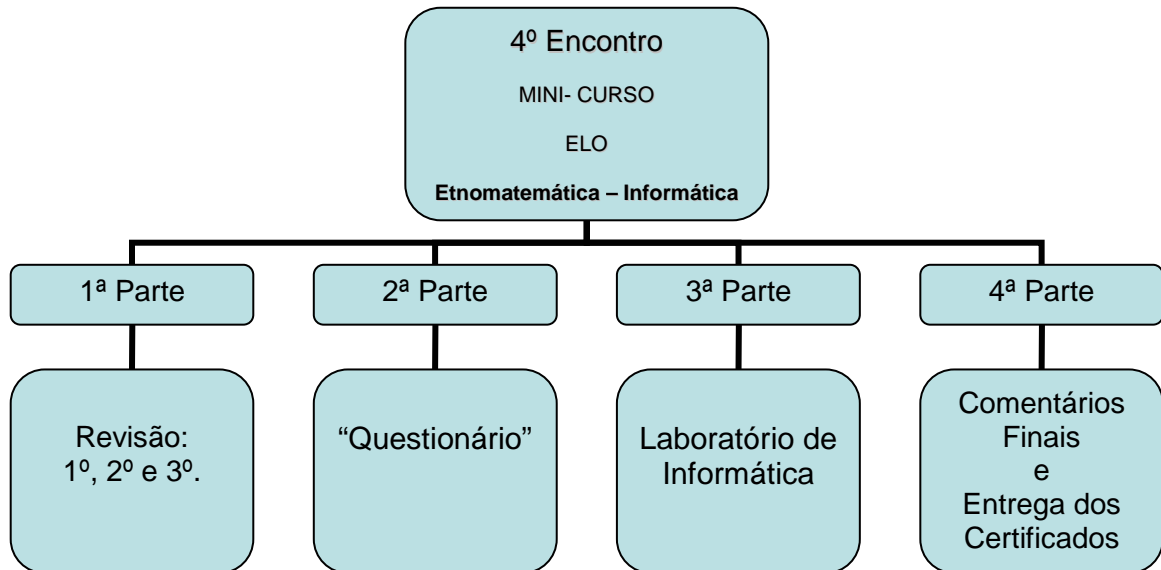 4º Encontro
MINI- CURSO
ELO
Etnomatemática – Informática
1ª Parte
2ª Parte
3ª Parte
4ª Parte
Revisão:
1º, 2º e 3º.
“Questionário”
Laboratório de
Informática
Comentários
Finais
e
Entrega dos
Certificados